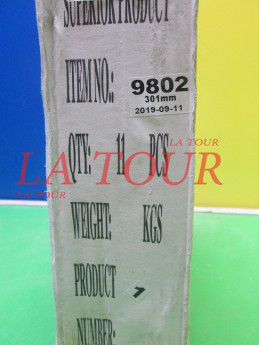 SUPERIOR PRODUCT
ITEM NO.: 9802
301mm
2019-09-11
LA TOUR
QTY: 11 PCS
LA TOUR
LA TOUR
WEIGHT: KGS
PRODUCT 7
NUMBER: